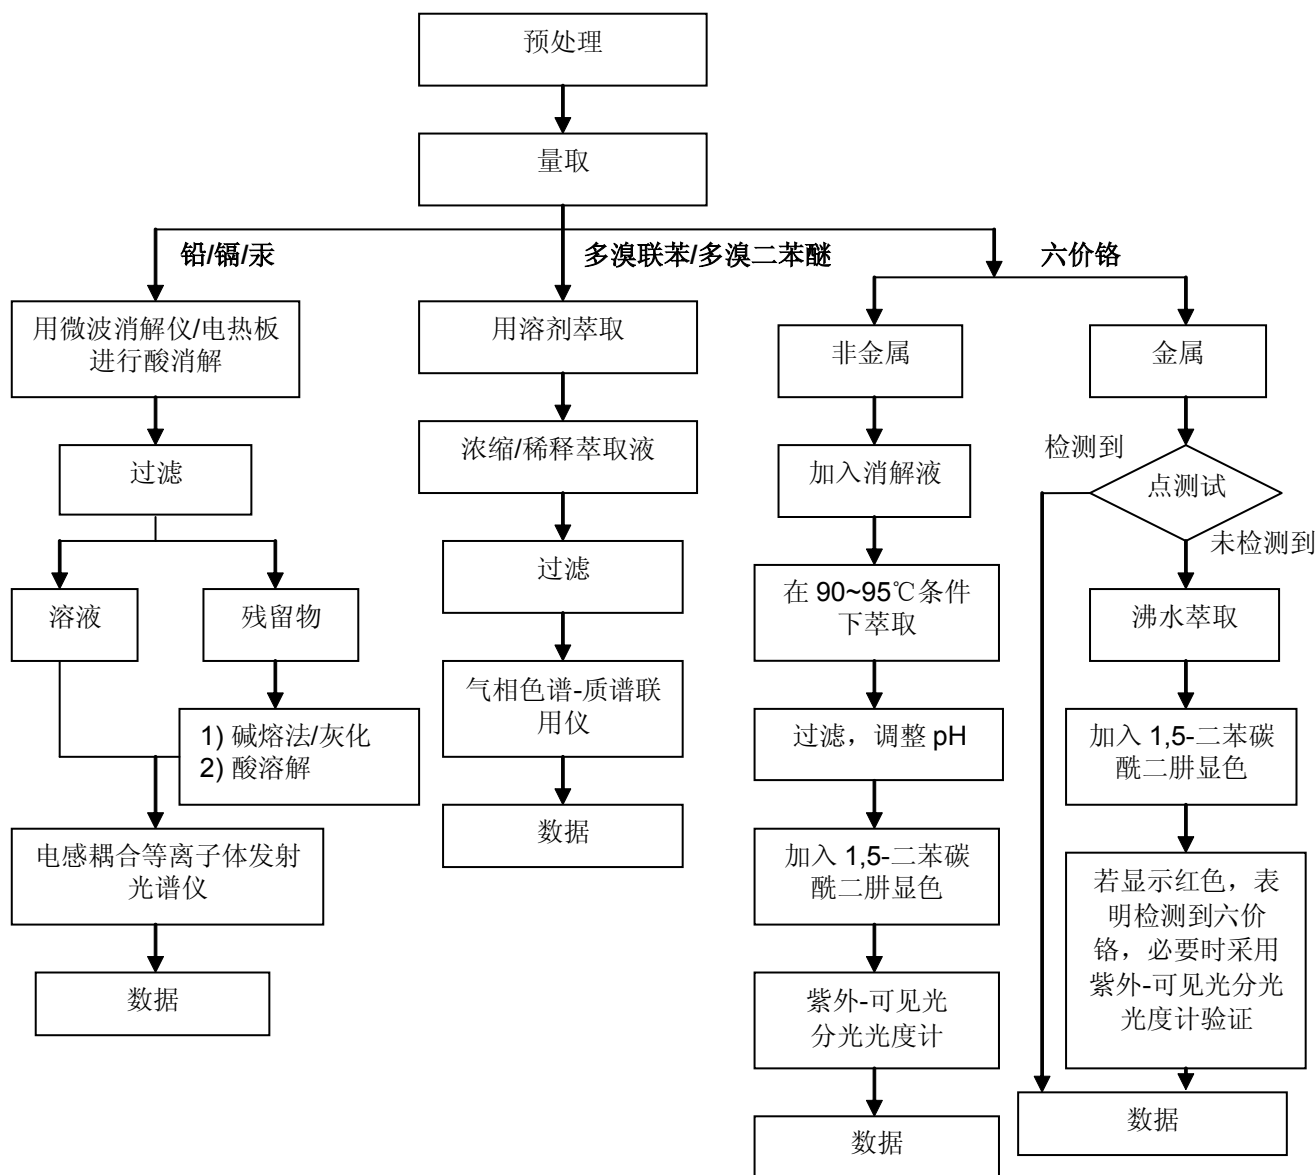 预处理
量取
铅/镉/汞
多溴联苯/多溴二苯醚
六价铬
用微波消解仪/电热板
进行酸消解
过滤
溶液
残留物
1) 碱熔法/灰化
2) 酸溶解
电感耦合等离子体发射
光谱仪
数据
用溶剂萃取
浓缩/稀释萃取液
过滤
气相色谱-质谱联
用仪
数据
非金属
加入消解液
在 90~95℃条件
下萃取
过滤，调整 pH
加入 1,5-二苯碳
酰二肼显色
紫外-可见光
分光光度计
数据
金属
检测到
点测试
未检测到
沸水萃取
加入 1,5-二苯碳
酰二肼显色
若显示红色，表
明检测到六价
铬，必要时采用
紫外-可见光分光
光度计验证
数据